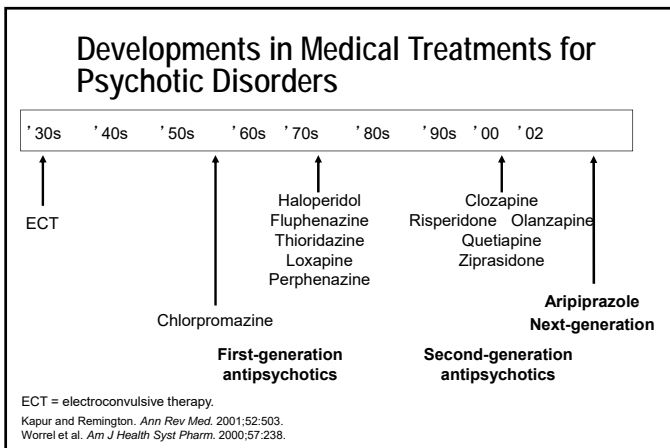 Developments in Medical Treatments for
Psychotic Disorders
’30s ’40s ’50s ’60s ’70s ’80s ’90s ’00 ’02
ECT
Haloperidol
Fluphenazine
Thioridazine
Loxapine
Perphenazine
Clozapine
Risperidone Olanzapine
Quetiapine
Ziprasidone
Chlorpromazine
Aripiprazole
Next-generation
First-generation
antipsychotics
Second-generation
antipsychotics
ECT = electroconvulsive therapy.
Kapur and Remington. Ann Rev Med. 2001;52:503.
Worrel et al. Am J Health Syst Pharm. 2000;57:238.